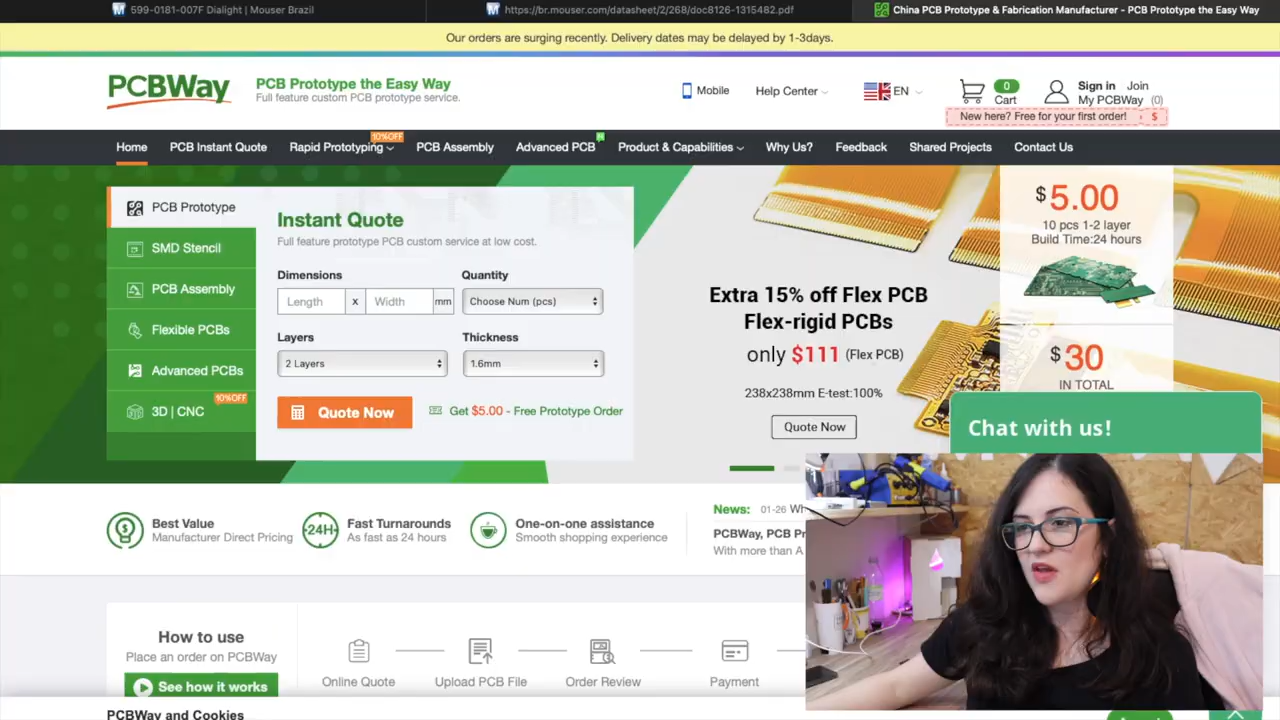 599-0181-007F Dialight | Mouser Brazil
https://br.mouser.com/datasheet/2/268/doc8126-1315482.pdf
China PCB Prototype & Fabrication Manufacturer - PCB Prototype the Easy Way
Our orders are surging recently. Delivery dates may be delayed by 1-3days.
PCBWay
PCB Prototype the Easy Way
Full feature custom PCB prototype service.
Mobile
Help Center
EN
0
Cart
Sign in Join
My PCBWay (0)
New here? Free for your first order! $
10%OFF
Home
PCB Instant Quote
Rapid Prototyping
PCB Assembly
Advanced PCB
Product & Capabilities
Why Us?
Feedback
Shared Projects
Contact Us
PCB Prototype
SMD Stencil
PCB Assembly
Flexible PCBs
Advanced PCBs
10%OFF
3D | CNC
Instant Quote
Full feature prototype PCB custom service at low cost.
Dimensions
Quantity
Length
x
Width
mm
Choose Num (pcs)
Layers
Thickness
2 Layers
1.6mm
Quote Now
Get $5.00 - Free Prototype Order
Extra 15% off Flex PCB
Flex-rigid PCBs
only $111 (Flex PCB)
238x238mm E-test:100%
Quote Now
$5.00
10 pcs 1-2 layer
Build Time:24 hours
$30
IN TOTAL
Chat with us!
Best Value
Manufacturer Direct Pricing
24H+
Fast Turnarounds
As fast as 24 hours
One-on-one assistance
Smooth shopping experience
News: 01-26 Wh
PCBWay, PCB Pr
With more than A
How to use
Place an order on PCBWay
See how it works
Online Quote
Upload PCB File
Order Review
Payment
PCBWay and Cookies